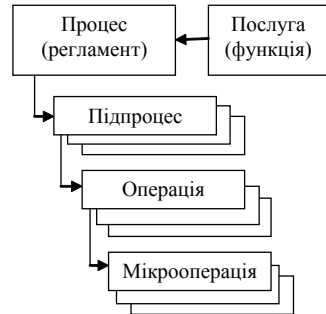 Процес
(регламент)
Послуга
(функція)
Підпроцес
Операція
Мікрооперація